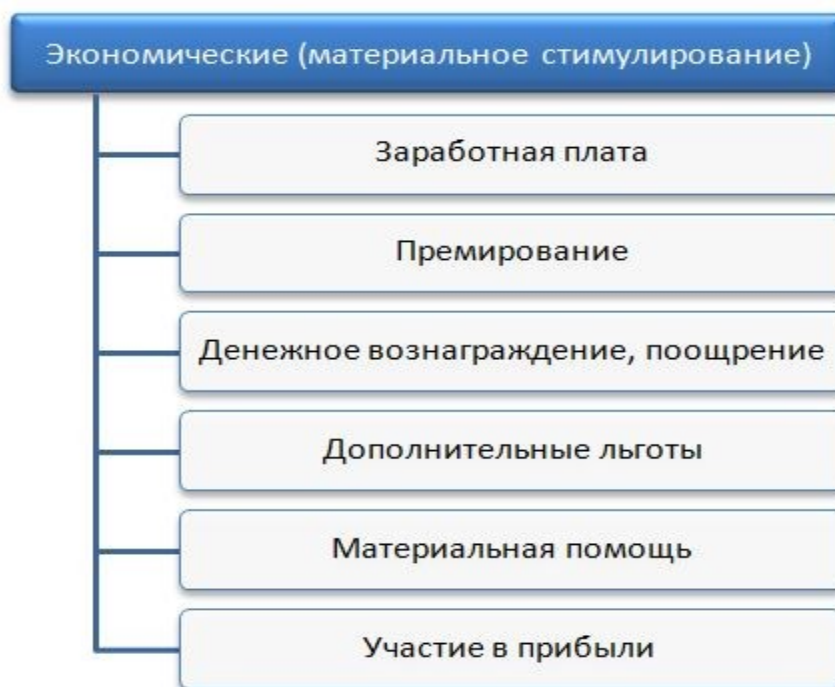 Экономические (материальное стимулирование)
Заработная плата
Премирование
Денежное вознаграждение, поощрение
Дополнительные льготы
Материальная помощь
Участие в прибыли